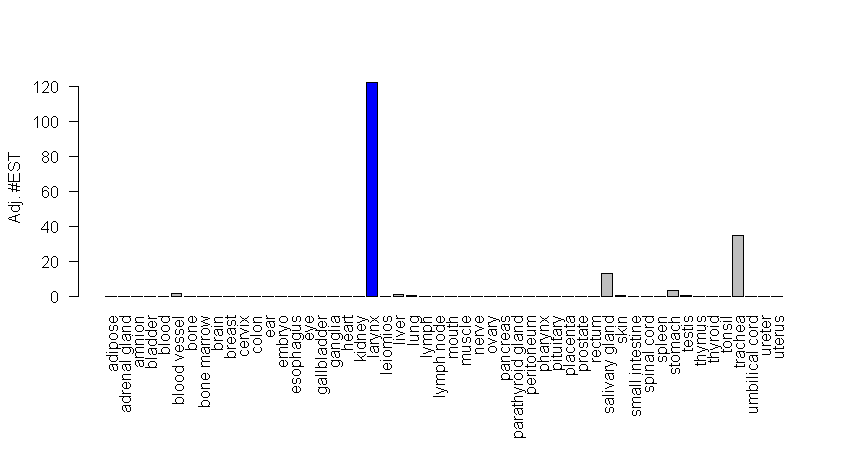 Adj. #EST
120
100
80
60
40
20
0
adipose
adrenal gland
amnion
bladder
blood
blood vessel
bone
bone marrow
brain
breast
cervix
colon
ear
embryo
esophagus
eye
gallbladder
ganglia
heart
kidney
larynx
leiomios
liver
lung
lymph
lymph node
mouth
muscle
nerve
ovary
pancreas
parathyroid gland
peritoneum
pharynx
pituitary
placenta
prostate
rectum
salivary gland
skin
small intestine
spinal cord
spleen
stomach
testis
thymus
thyroid
tonsil
trachea
umbilical cord
ureter
uterus